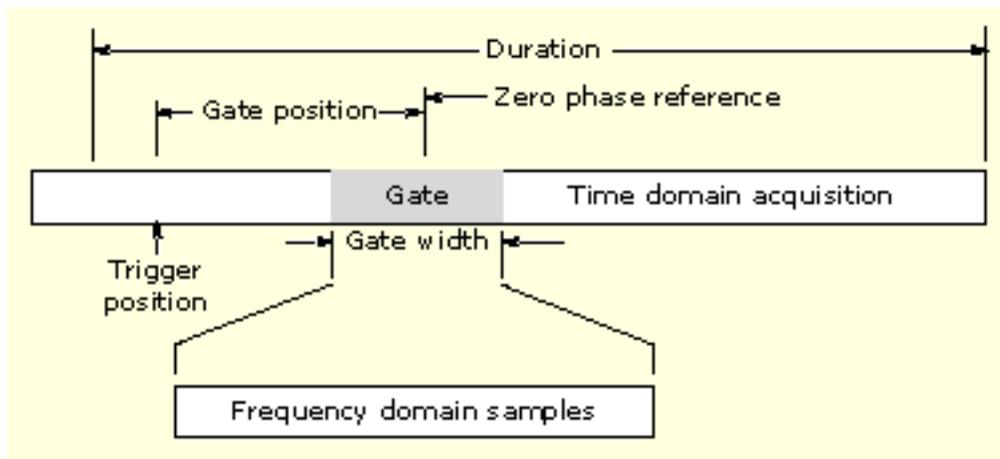 Duration
Zero phase reference
Gate position
Gate
Time domain acquisition
Gate width
Trigger
position
Frequency domain samples